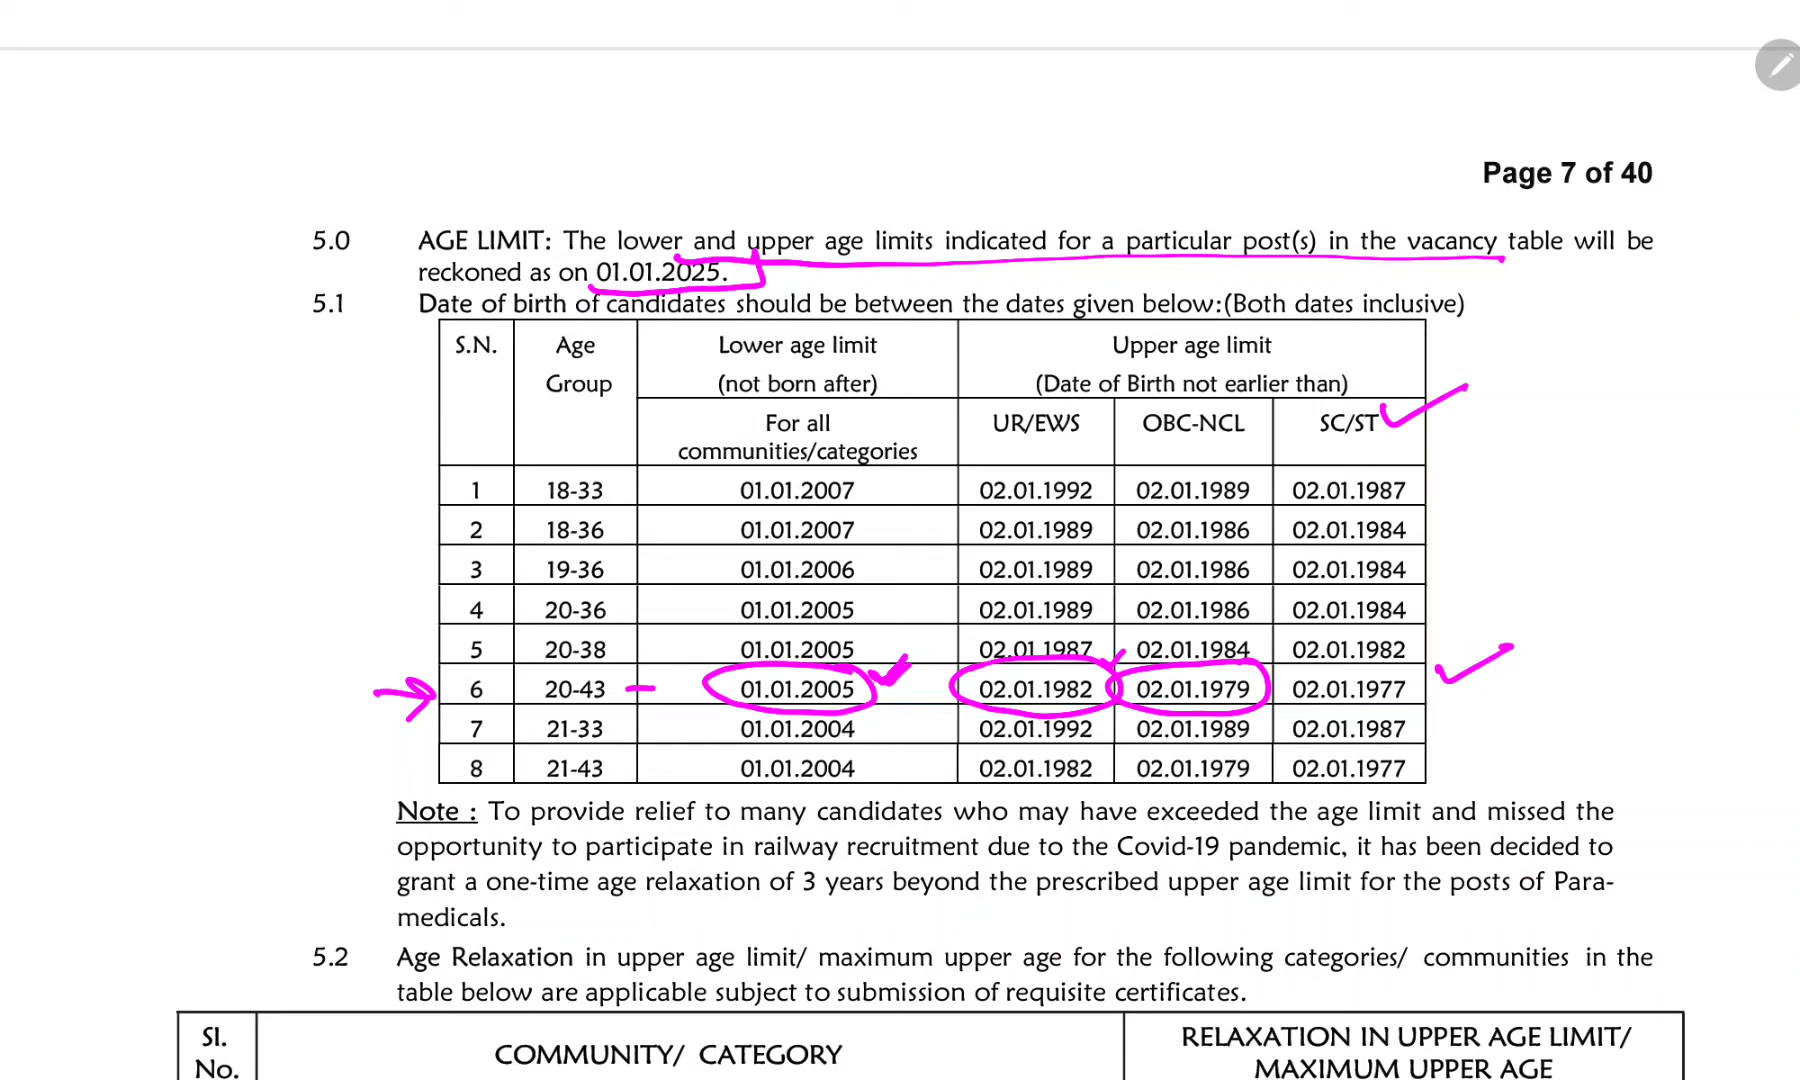 Page 7 of 40
5.0 AGE LIMIT: The lower and upper age limits indicated for a particular post(s) in the vacancy table will be
reckoned as on 01.01.2025.
5.1 Date of birth of candidates should be between the dates given below:(Both dates inclusive)
S.N. Age Lower age limit Upper age limit
Group (not born after) (Date of Birth not earlier than)
For all UR/EWS OBC-NCL SC/ST
communities/categories
1 18-33 01.01.2007 02.01.1992 02.01.1989 02.01.1987
2 18-36 01.01.2007 02.01.1989 02.01.1986 02.01.1984
3 19-36 01.01.2006 02.01.1989 02.01.1986 02.01.1984
4 20-36 01.01.2005 02.01.1989 02.01.1986 02.01.1984
5 20-38 01.01.2005 02.01.1987 02.01.1984 02.01.1982
6 20-43 01.01.2005 02.01.1982 02.01.1979 02.01.1977
7 21-33 01.01.2004 02.01.1992 02.01.1989 02.01.1987
8 21-43 01.01.2004 02.01.1982 02.01.1979 02.01.1977
Note : To provide relief to many candidates who may have exceeded the age limit and missed the
opportunity to participate in railway recruitment due to the Covid-19 pandemic, it has been decided to
grant a one-time age relaxation of 3 years beyond the prescribed upper age limit for the posts of Para-
medicals.
5.2 Age Relaxation in upper age limit/ maximum upper age for the following categories/ communities in the
table below are applicable subject to submission of requisite certificates.
Sl. RELAXATION IN UPPER AGE LIMIT/
COMMUNITY/ CATEGORY
No. MAXIMUM UPPER AGE